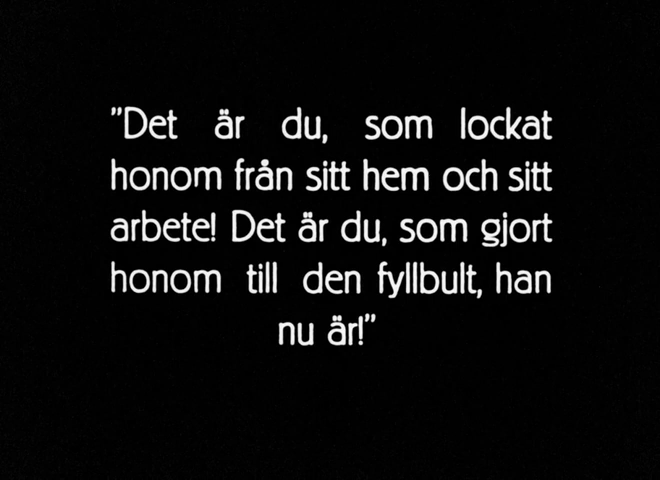 ”Det är du, som lockat
honom från sitt hem och sitt
arbete! Det är du, som gjort
honom till den fyllbult, han
nu är!”